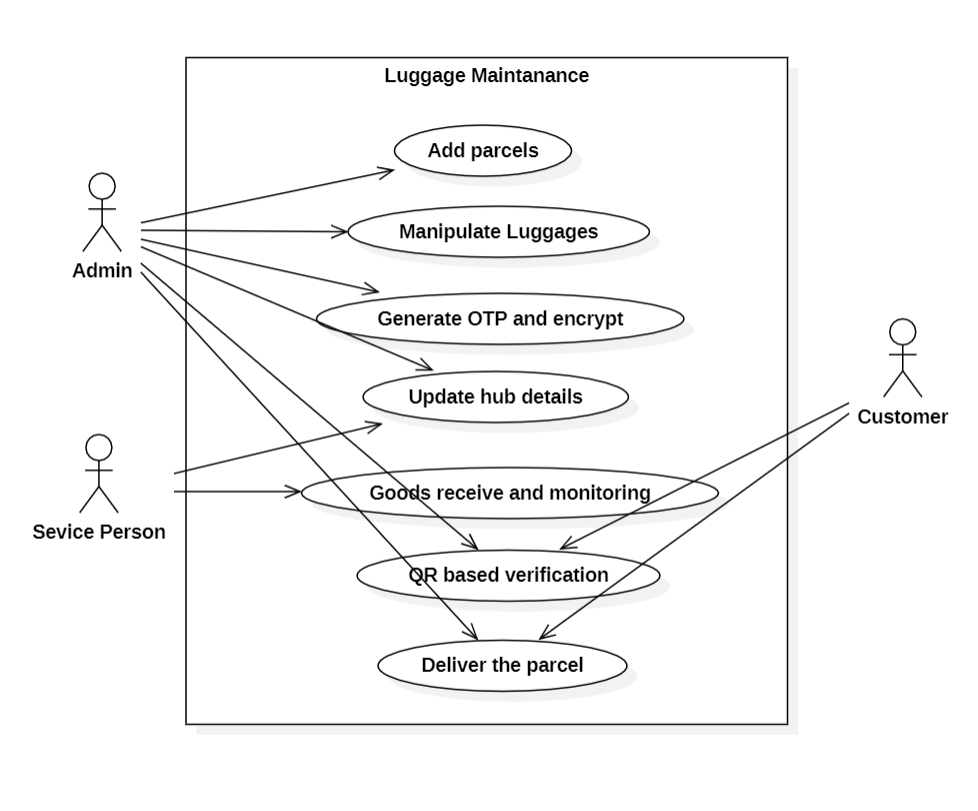 Luggage Maintanance
Add parcels
Manipulate Luggages
Admin
Generate OTP and encrypt
Update hub details
Customer
Goods receive and monitoring
Sevice Person
QR based verification
Deliver the parcel